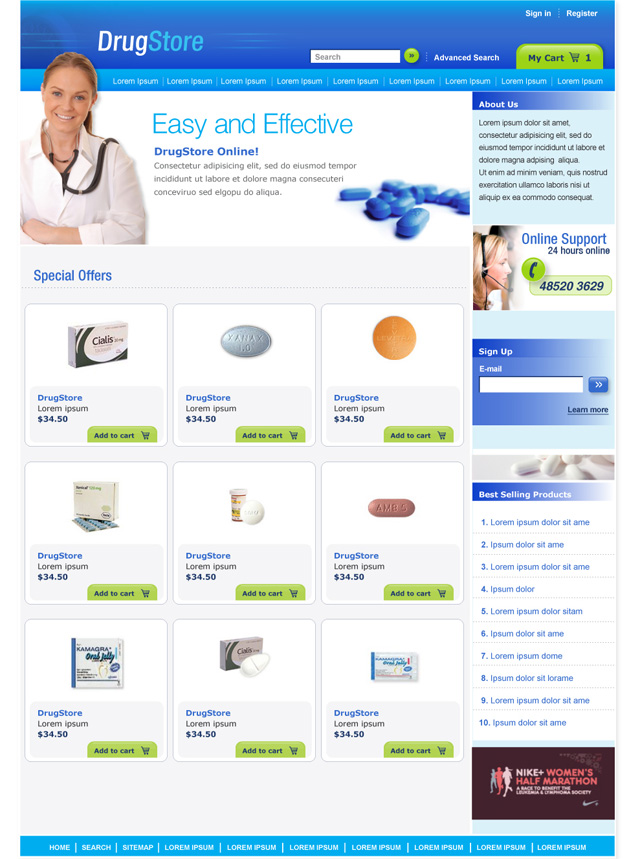 Sign in Register
DrugStore
Search » Advanced Search My Cart 1
Lorem Ipsum Lorem Ipsum Lorem Ipsum Lorem Ipsum Lorem Ipsum Lorem Ipsum Lorem Ipsum Lorem Ipsum Lorem Ipsum
Easy and Effective
DrugStore Online!
Consectetur adipisicing elit, sed do eiusmod tempor
incididunt ut labore et dolore magna consecuteri
conceviruo sed elgopu do aliqua.
About Us
Lorem ipsum dolor sit amet,
consectetur adipisicing elit, sed do
eiusmod tempor incididunt ut labore et
dolore magna adpising aliqua.
Ut enim ad minim veniam, quis nostrud
exercitation ullamco laboris nisi ut
aliquip ex ea commodo consequat.
Online Support
24 hours online
48520 3629
Sign Up
E-mail
»
Learn more
Special Offers
Cialis
XANAX
1.0
DrugStore
Lorem ipsum
$34.50
Add to cart
DrugStore
Lorem ipsum
$34.50
Add to cart
DrugStore
Lorem ipsum
$34.50
Add to cart
Xenical
AMB 5
DrugStore
Lorem ipsum
$34.50
Add to cart
DrugStore
Lorem ipsum
$34.50
Add to cart
DrugStore
Lorem ipsum
$34.50
Add to cart
KAMAGRA
Oral Jelly
Cialis
Oral Jelly
DrugStore
Lorem ipsum
$34.50
Add to cart
DrugStore
Lorem ipsum
$34.50
Add to cart
DrugStore
Lorem ipsum
$34.50
Add to cart
Best Selling Products
1. Lorem ipsum dolor sit ame
2. Ipsum dolor sit ame
3. Lorem ipsum dolor sit ame
4. Ipsum dolor
5. Lorem ipsum dolor sitam
6. Ipsum dolor sit ame
7. Lorem ipsum dome
8. Ipsum dolor sit lorame
9. Lorem ipsum dolor sit ame
10. Ipsum dolor sit ame
NIKE+ WOMEN'S
HALF MARATHON
A RACE TO BENEFIT THE
LEUKEMIA & LYMPHOMA SOCIETY
HOME SEARCH SITEMAP LOREM IPSUM LOREM IPSUM LOREM IPSUM LOREM IPSUM LOREM IPSUM LOREM IPSUM LOREM IPSUM